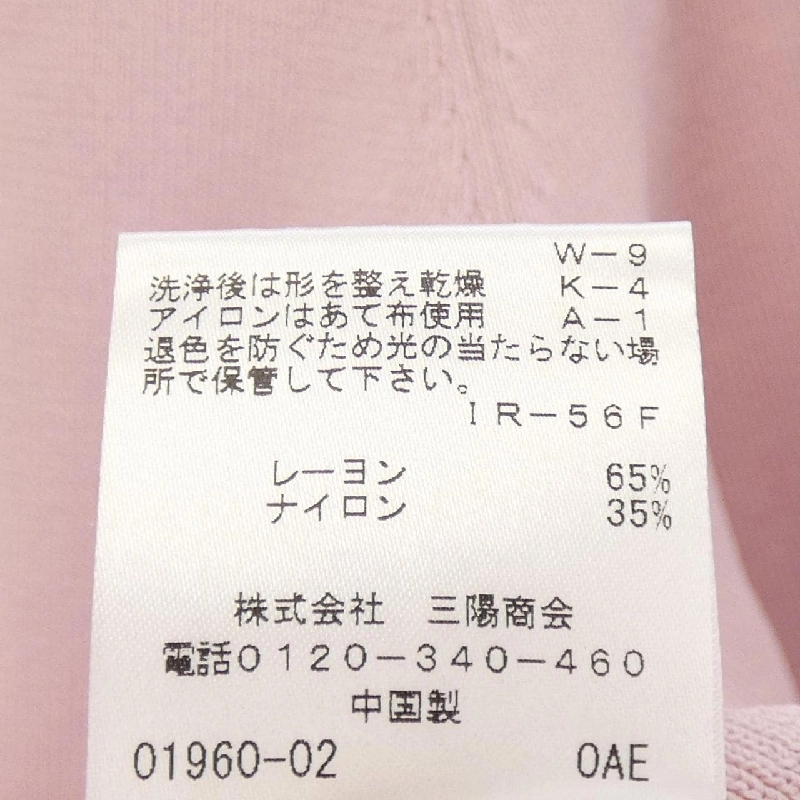 W－9
洗浄後は形を整え乾燥 K－4
アイロンはあて布使用 A－1
退色を防ぐため光の当たらない場
所で保管して下さい。
IR－56F
レーヨン 65%
ナイロン 35%
株式会社 三陽商会
電話0120－340－460
中国製
01960-02 0AE